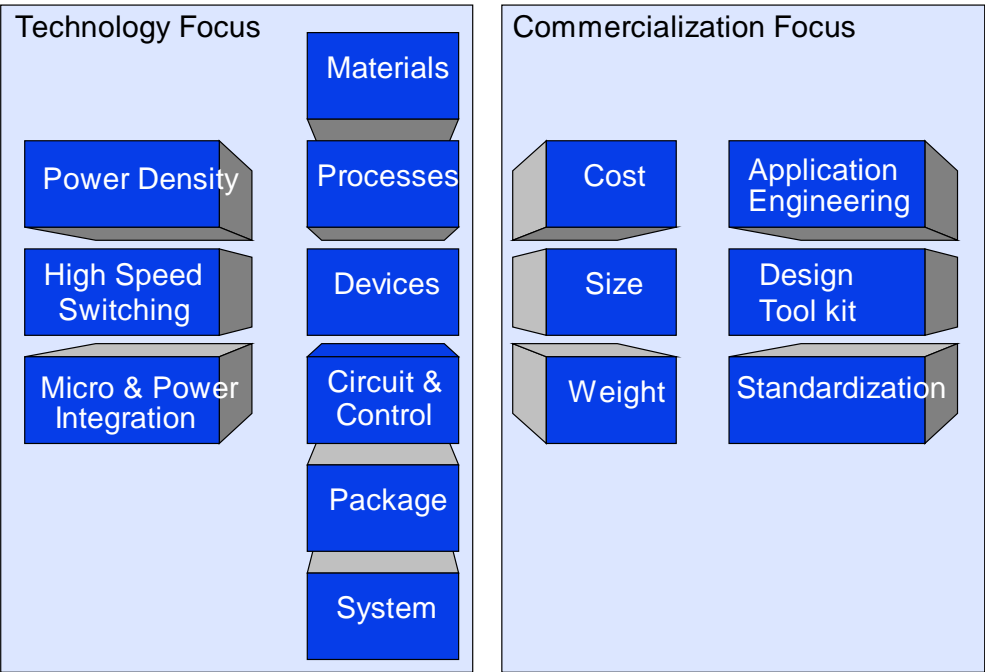 Technology Focus
Materials
Power Density
Processes
High Speed
Switching
Devices
Micro & Power
Integration
Circuit &
Control
Package
System
Commercialization Focus
Cost
Application
Engineering
Size
Design
Tool kit
Weight
Standardization